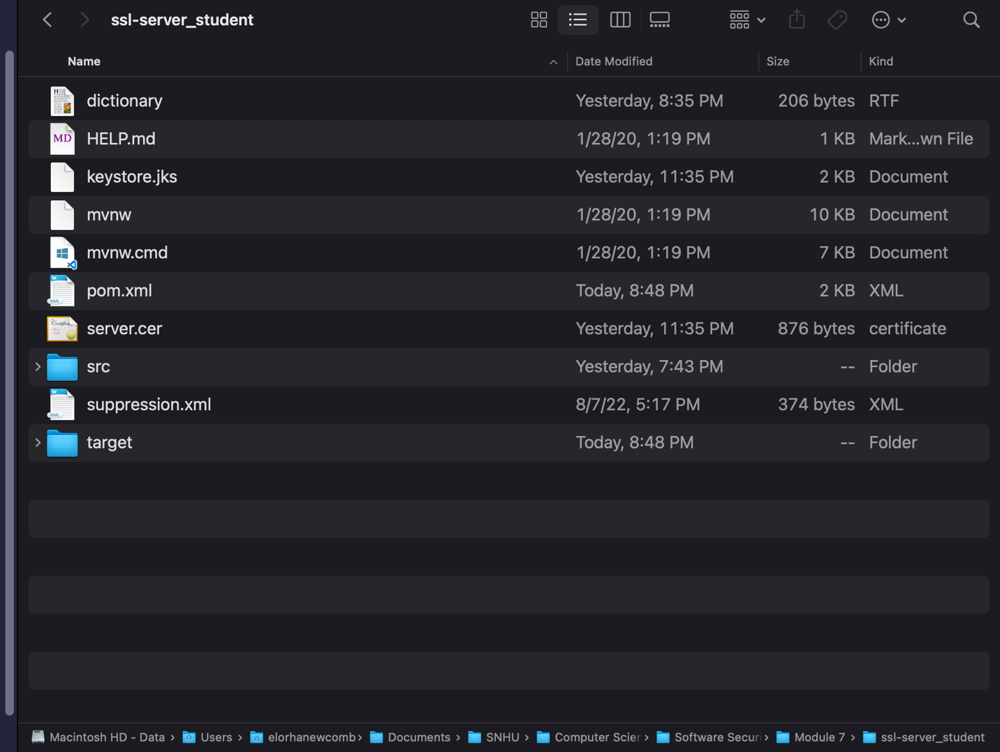 ssl-server_student
Name Date Modified Size Kind
dictionary Yesterday, 8:35 PM 206 bytes RTF
MD HELP.md 1/28/20, 1:19 PM 1 KB Mark...wn File
keystore.jks Yesterday, 11:35 PM 2 KB Document
mvnw 1/28/20, 1:19 PM 10 KB Document
mvnw.cmd 1/28/20, 1:19 PM 7 KB Document
W XML pom.xml Today, 8:48 PM 2 KB XML
server.cer Yesterday, 11:35 PM 876 bytes certificate
src Yesterday, 7:43 PM -- Folder
W XML suppression.xml 8/7/22, 5:17 PM 374 bytes XML
target Today, 8:48 PM -- Folder
Macintosh HD - Data › Users › elorhanewcomb › Documents › SNHU › Computer Scier › Software Securi › Module 7 › ssl-server_student